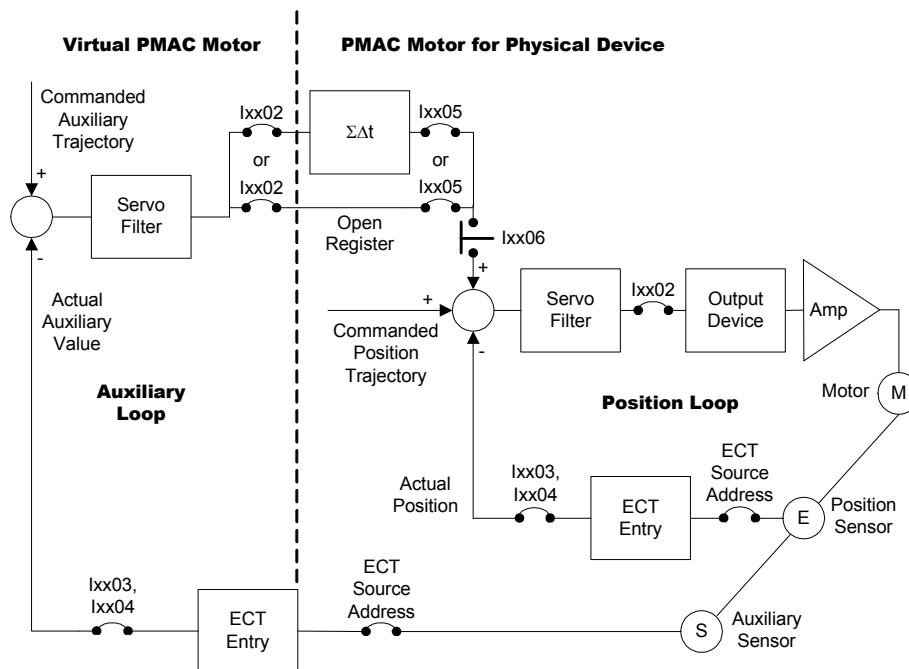 Virtual PMAC Motor
PMAC Motor for Physical Device
Commanded
Auxiliary
Trajectory
+
Servo
Filter
-
Ixx02
or
Ixx02
ΣΔt
Ixx05
or
Ixx05
Open
Register
Ixx06
+
+
Commanded
Position
Trajectory
-
Servo
Filter
Ixx02
Output
Device
Amp
Motor
M
Actual
Auxiliary
Value
Auxiliary
Loop
Position Loop
Actual
Position
Ixx03,
Ixx04
ECT
Entry
ECT
Source
Address
E
Position
Sensor
Ixx03,
Ixx04
ECT
Entry
ECT
Source
Address
S
Auxiliary
Sensor